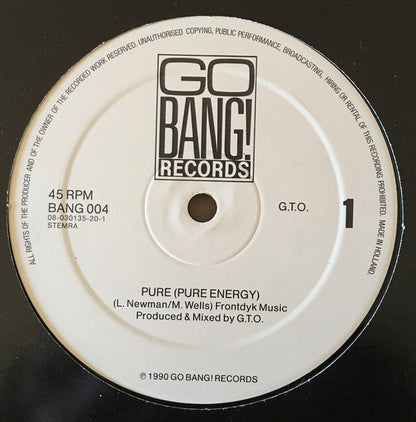 ALL RIGHTS OF THE PRODUCER AND OF THE OWNER OF THE RECORDED WORK RESERVED. UNAUTHORISED COPYING, PUBLIC PERFORMANCE, BROADCASTING, HIRING OR RENTAL OF THIS RECORDING PROHIBITED. MADE IN HOLLAND.
GO
BANG!
RECORDS
45 RPM
BANG 004
08-030135-20-1
STEMRA
G.T.O.
1
PURE (PURE ENERGY)
(L. Newman/M. Wells) Frontdyk Music
Produced & Mixed by G.T.O.
℗ 1990 GO BANG! RECORDS